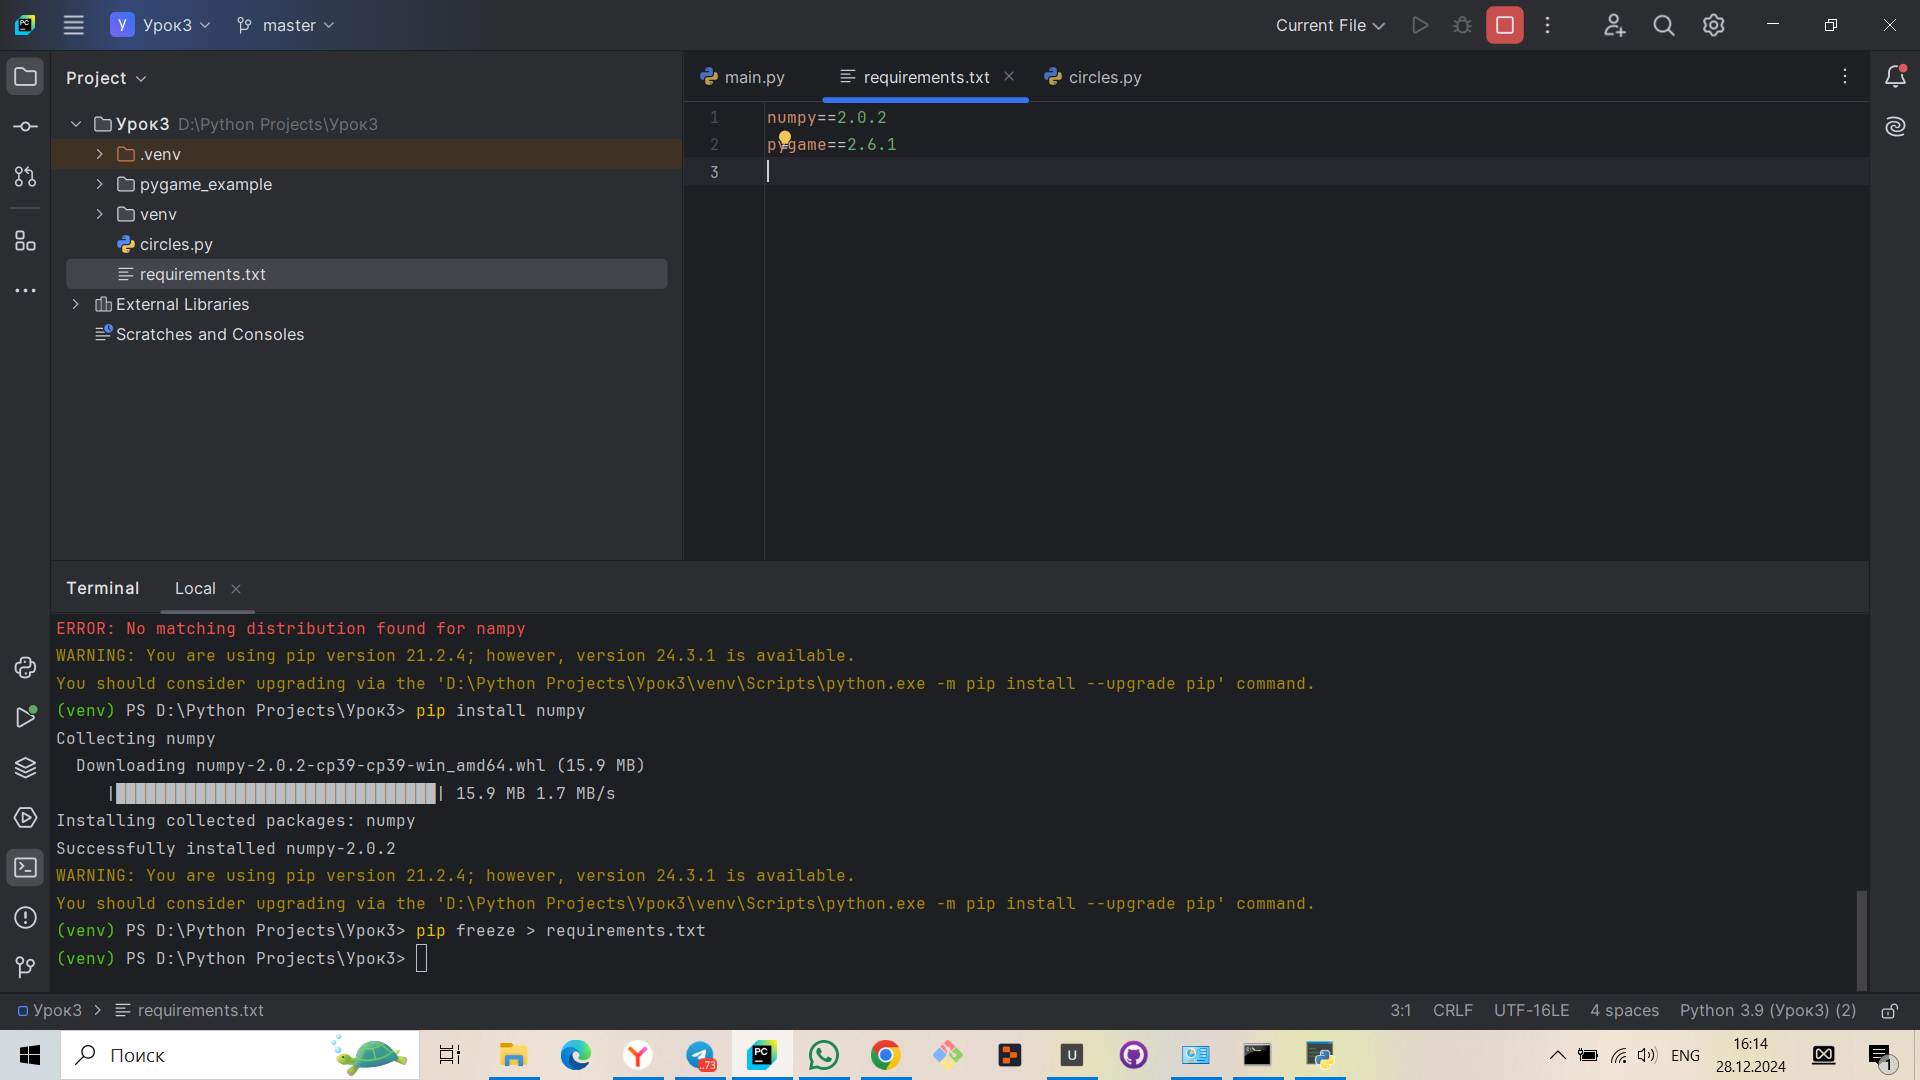 У
Урок3
master
Current File
Project
main.py
requirements.txt
circles.py
Урок3 D:\Python Projects\Урок3
.venv
pygame_example
venv
circles.py
requirements.txt
External Libraries
Scratches and Consoles
1 numpy==2.0.2
2 pygame==2.6.1
3
Terminal
Local
ERROR: No matching distribution found for nampy
WARNING: You are using pip version 21.2.4; however, version 24.3.1 is available.
You should consider upgrading via the 'D:\Python Projects\Урок3\venv\Scripts\python.exe -m pip install --upgrade pip' command.
(venv) PS D:\Python Projects\Урок3> pip install numpy
Collecting numpy
Downloading numpy-2.0.2-cp39-cp39-win_amd64.whl (15.9 MB)
|████████████████████████████████| 15.9 MB 1.7 MB/s
Installing collected packages: numpy
Successfully installed numpy-2.0.2
WARNING: You are using pip version 21.2.4; however, version 24.3.1 is available.
You should consider upgrading via the 'D:\Python Projects\Урок3\venv\Scripts\python.exe -m pip install --upgrade pip' command.
(venv) PS D:\Python Projects\Урок3> pip freeze > requirements.txt
(venv) PS D:\Python Projects\Урок3>
Урок3 > requirements.txt
3:1 CRLF UTF-16LE 4 spaces Python 3.9 (Урок3) (2)
Поиск
73
PC
U
ENG
16:14
28.12.2024
1